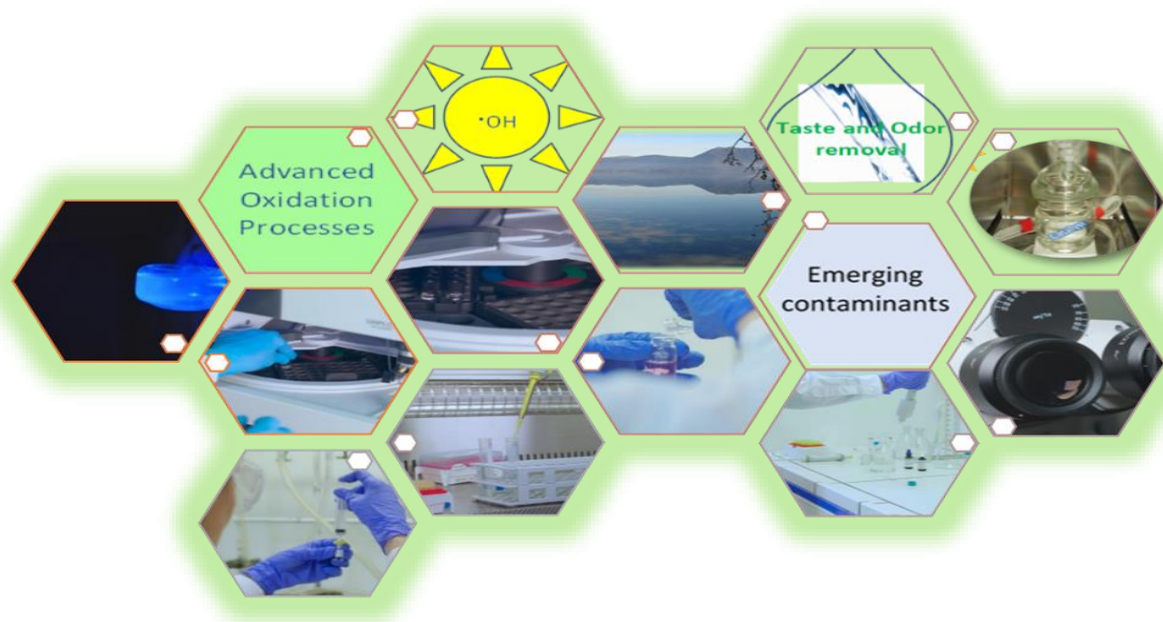 •OH
Taste and Odor
removal
Advanced
Oxidation
Processes
Emerging
contaminants